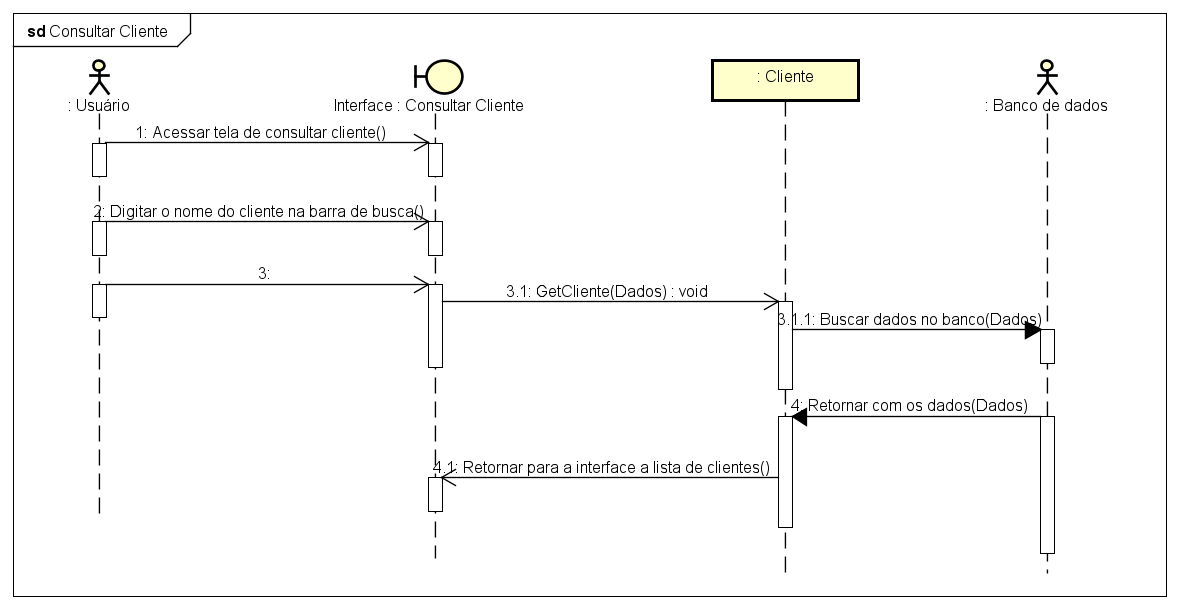 sd Consultar Cliente
: Usuário
Interface : Consultar Cliente
: Cliente
: Banco de dados
1: Acessar tela de consultar cliente()
2: Digitar o nome do cliente na barra de busca()
3:
3.1: GetCliente(Dados) : void
3.1.1: Buscar dados no banco(Dados)
4: Retornar com os dados(Dados)
4.1: Retornar para a interface a lista de clientes()